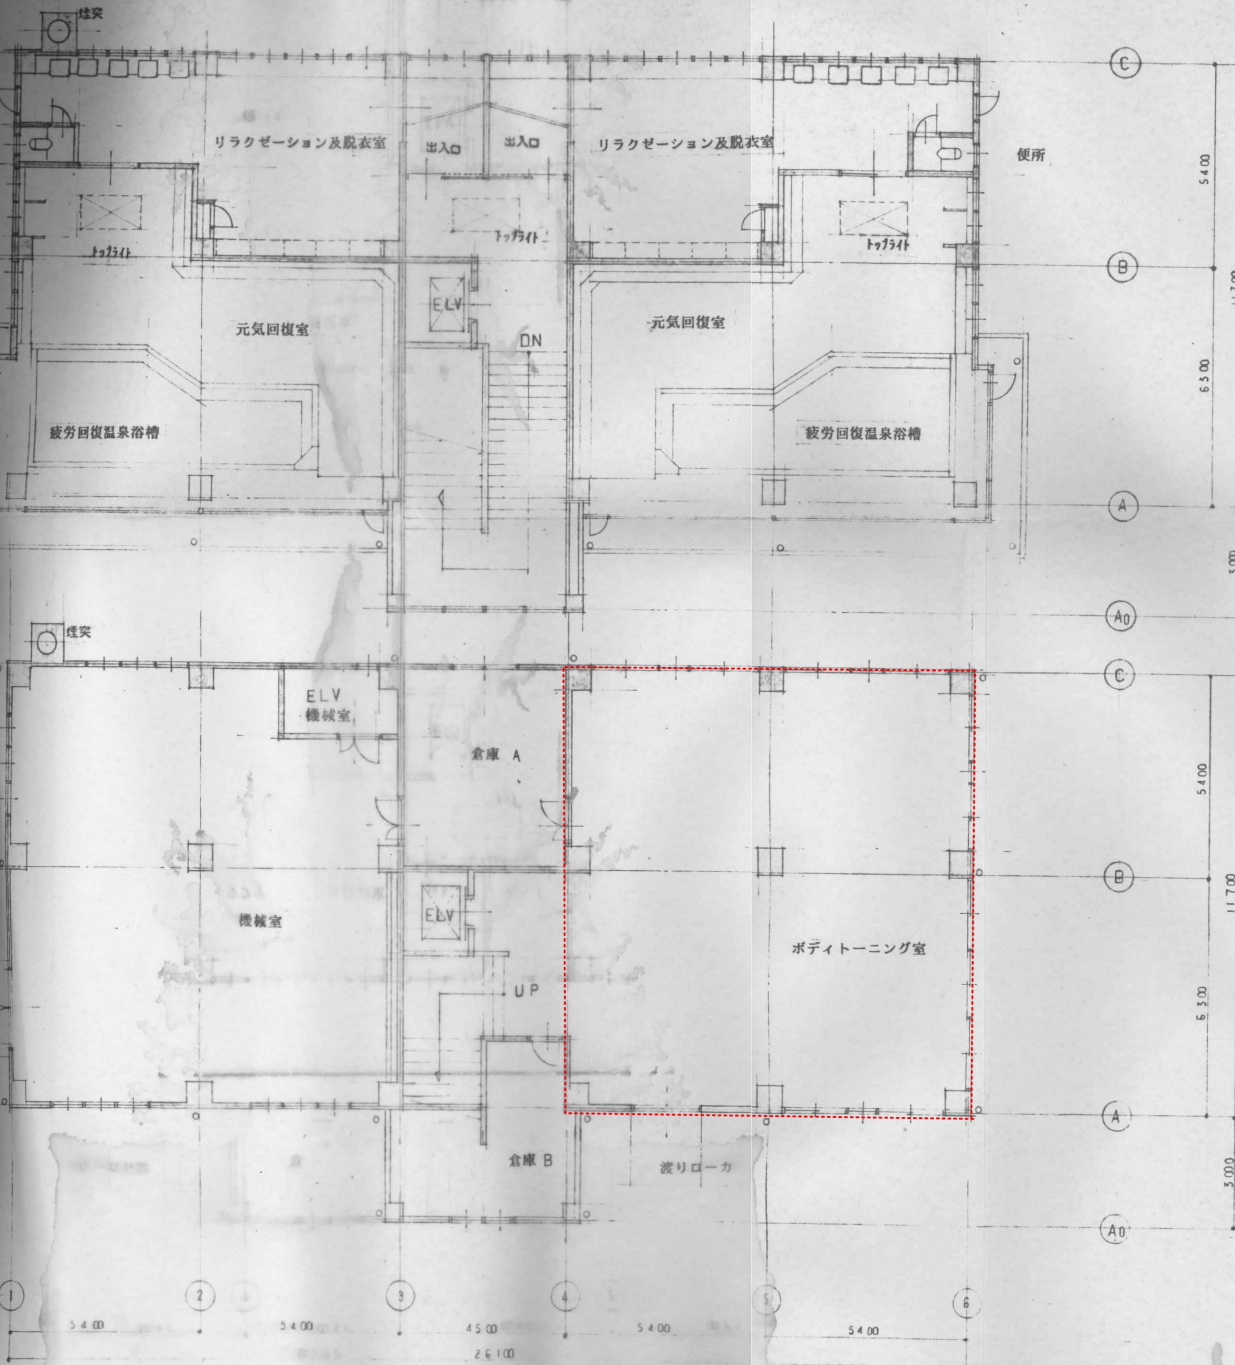 煙突
C
リラクゼーション及脱衣室
出入口
出入口
リラクゼーション及脱衣室
便所
5400
トップライト
トップライト
トップライト
B
ELV
元気回復室
元気回復室
DN
6300
疲労回復温泉浴槽
疲労回復温泉浴槽
A
A0
煙突
C
ELV
機械室
倉庫 A
5400
B
11700
ELV
機械室
ボディトーニング室
UP
6300
A
倉庫 B
渡りローカ
3000
A0
1
2
3
4
5
6
5400
5400
4500
5400
5400
26100